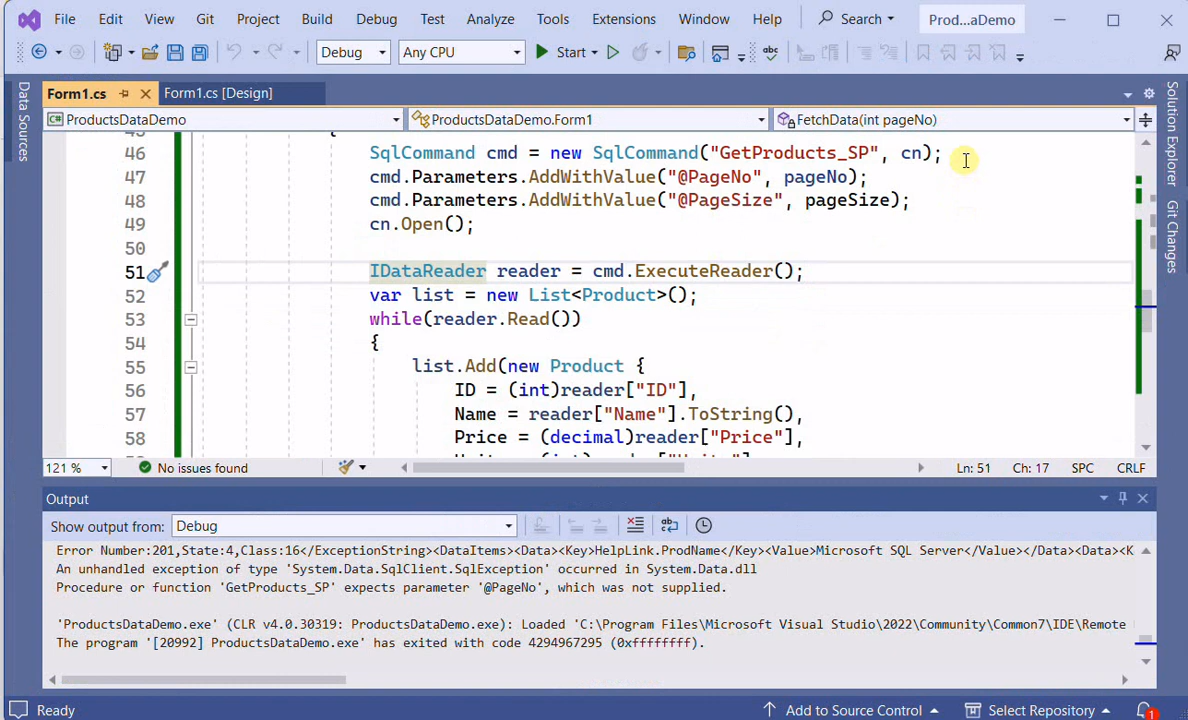 File Edit View Git Project Build Debug Test Analyze Tools Extensions Window Help Search Prod...aDemo
Debug Any CPU Start
Form1.cs Form1.cs [Design]
ProductsDataDemo ProductsDataDemo.Form1 FetchData(int pageNo)
Data Sources
Solution Explorer
Git Changes
45 {
46 SqlCommand cmd = new SqlCommand("GetProducts_SP", cn);
47 cmd.Parameters.AddWithValue("@PageNo", pageNo);
48 cmd.Parameters.AddWithValue("@PageSize", pageSize);
49 cn.Open();
50
51 IDataReader reader = cmd.ExecuteReader();
52 var list = new List<Product>();
53 while(reader.Read())
54 {
55 list.Add(new Product {
56 ID = (int)reader["ID"],
57 Name = reader["Name"].ToString(),
58 Price = (decimal)reader["Price"],
121 % No issues found Ln: 51 Ch: 17 SPC CRLF
Output
Show output from: Debug
Error Number:201,State:4,Class:16</ExceptionString><DataItems><Data><Key>HelpLink.ProdName</Key><Value>Microsoft SQL Server</Value></Data><Data><K
An unhandled exception of type 'System.Data.SqlClient.SqlException' occurred in System.Data.dll
Procedure or function 'GetProducts_SP' expects parameter '@PageNo', which was not supplied.
'ProductsDataDemo.exe' (CLR v4.0.30319: ProductsDataDemo.exe): Loaded 'C:\Program Files\Microsoft Visual Studio\2022\Community\Common7\IDE\Remote
The program '[20992] ProductsDataDemo.exe' has exited with code 4294967295 (0xffffffff).
Ready Add to Source Control Select Repository 1